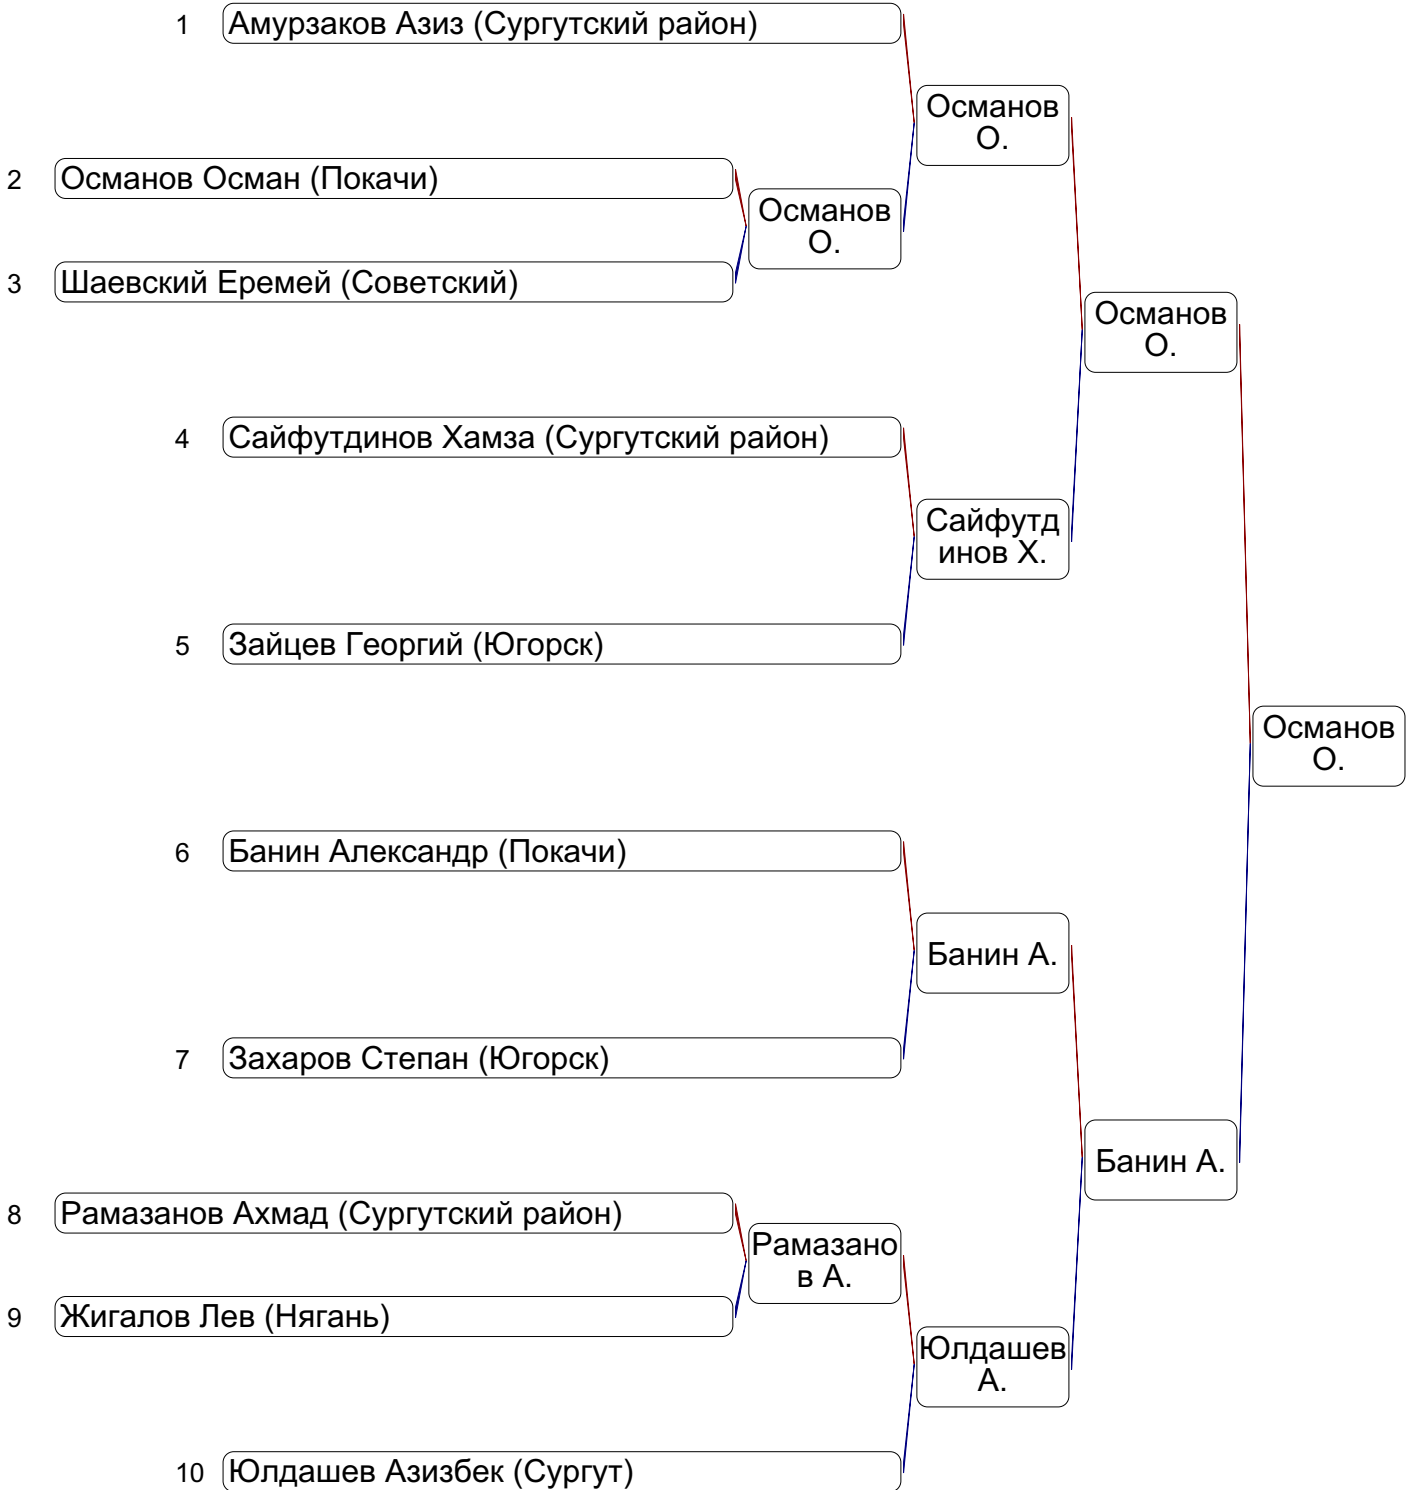 1 Амурзаков Азиз (Сургутский район)
Османов
О.
2 Османов Осман (Покачи)
Османов
О.
3 Шаевский Еремей (Советский)
Османов
О.
4 Сайфутдинов Хамза (Сургутский район)
Сайфутд
инов Х.
5 Зайцев Георгий (Югорск)
Османов
О.
6 Банин Александр (Покачи)
Банин А.
7 Захаров Степан (Югорск)
Банин А.
8 Рамазанов Ахмад (Сургутский район)
Рамазано
в А.
9 Жигалов Лев (Нягань)
Юлдашев
А.
10 Юлдашев Азизбек (Сургут)